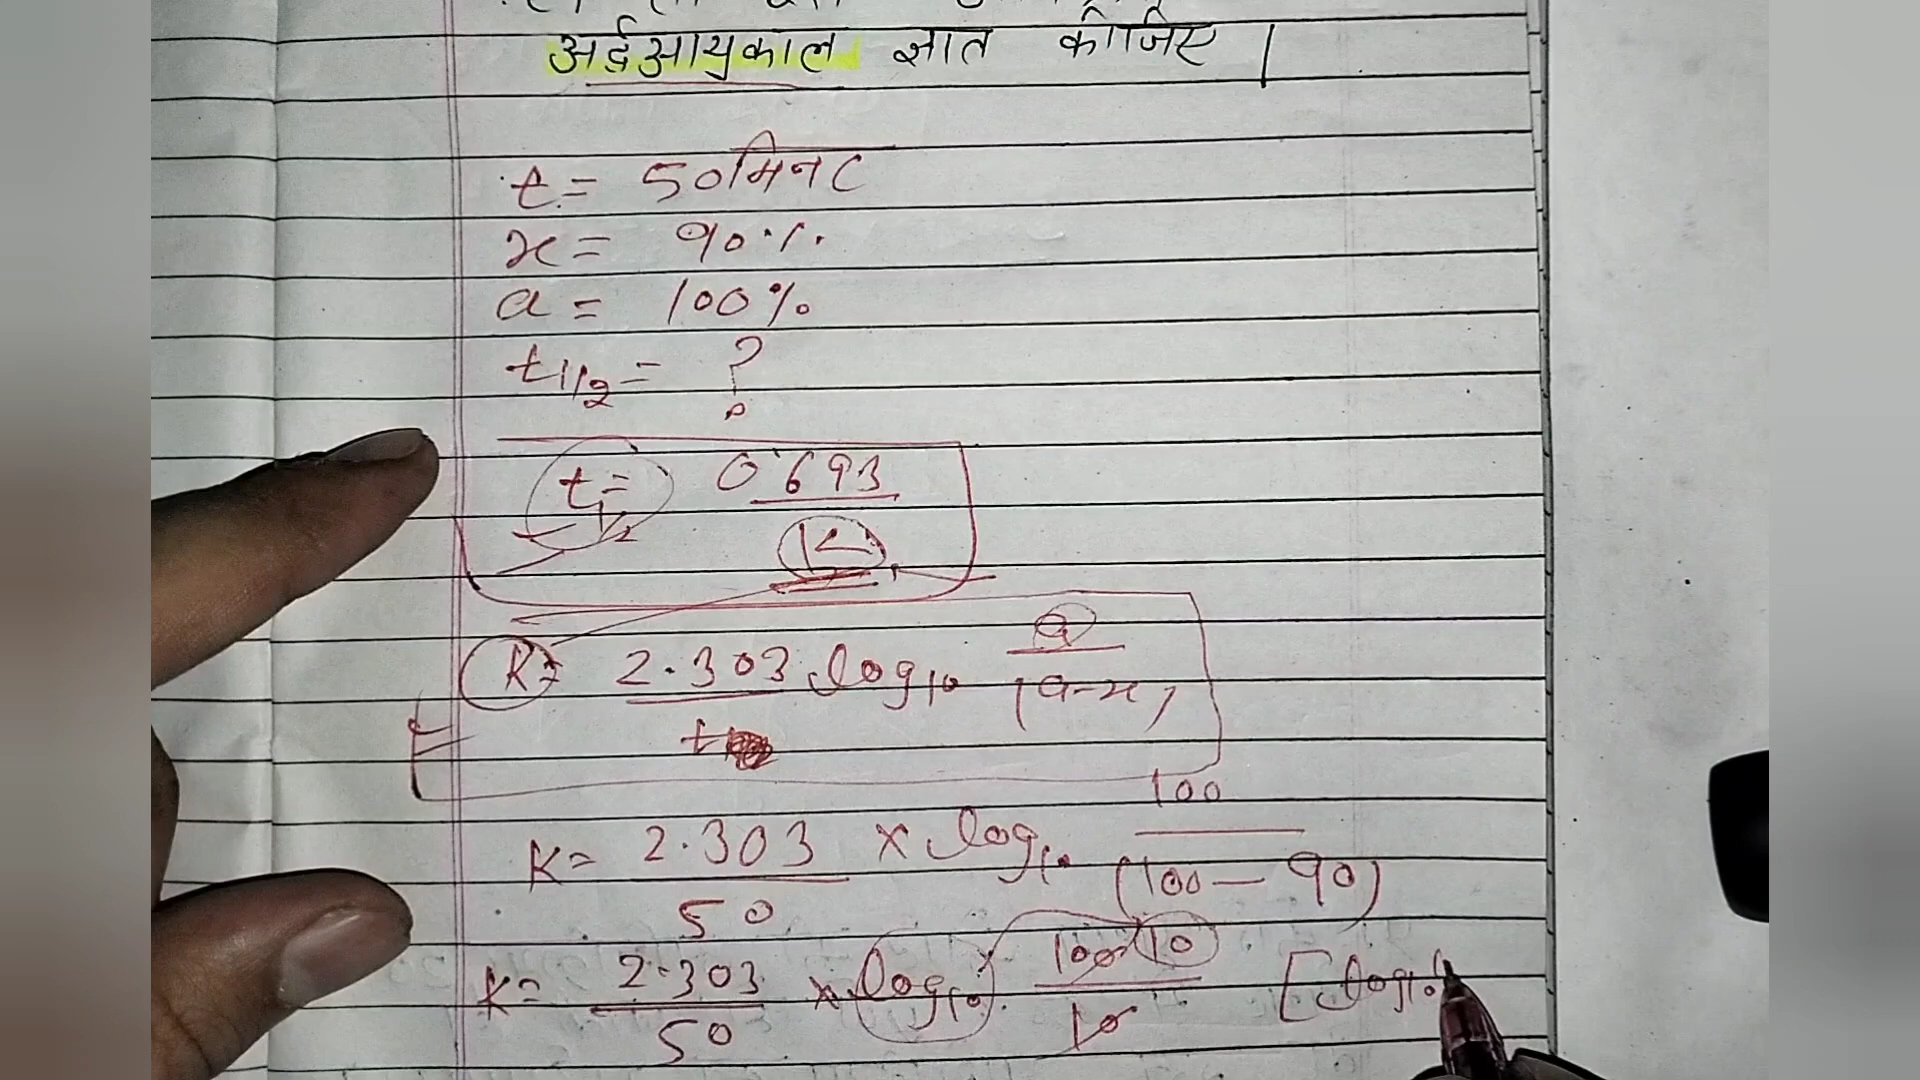 अर्द्धआयुकाल ज्ञात कीजिए |
t = 50 मिनट
x = 90%
a = 100%
t1/2 = ?
t1/2 = 0.693 / K
K = 2.303 / t log10 a / (a-x)
K = 2.303 / 50 × log10 100 / (100 - 90)
K = 2.303 / 50 × log10 100 10 / 10 [log10